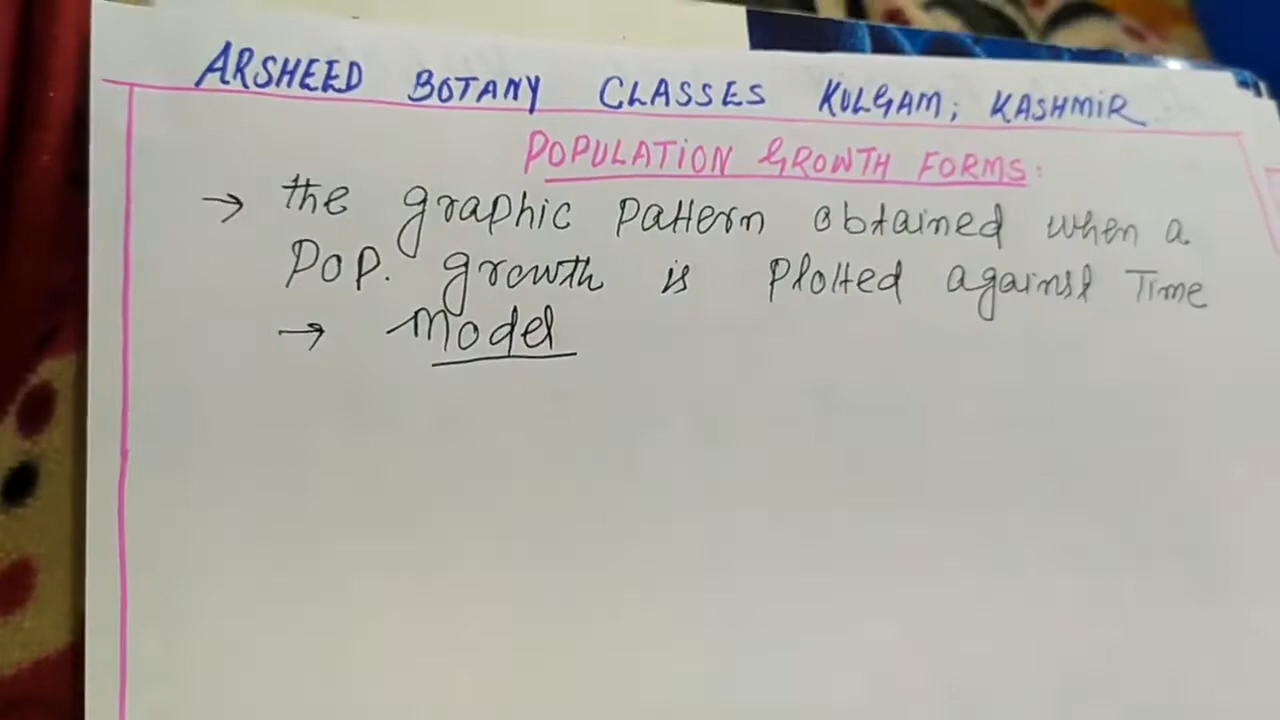 ARSHEED BOTANY CLASSES KULGAM, KASHMIR
POPULATION GROWTH FORMS:
→ the graphic pattern obtained when a
Pop. growth is Plotted against Time
→ Model